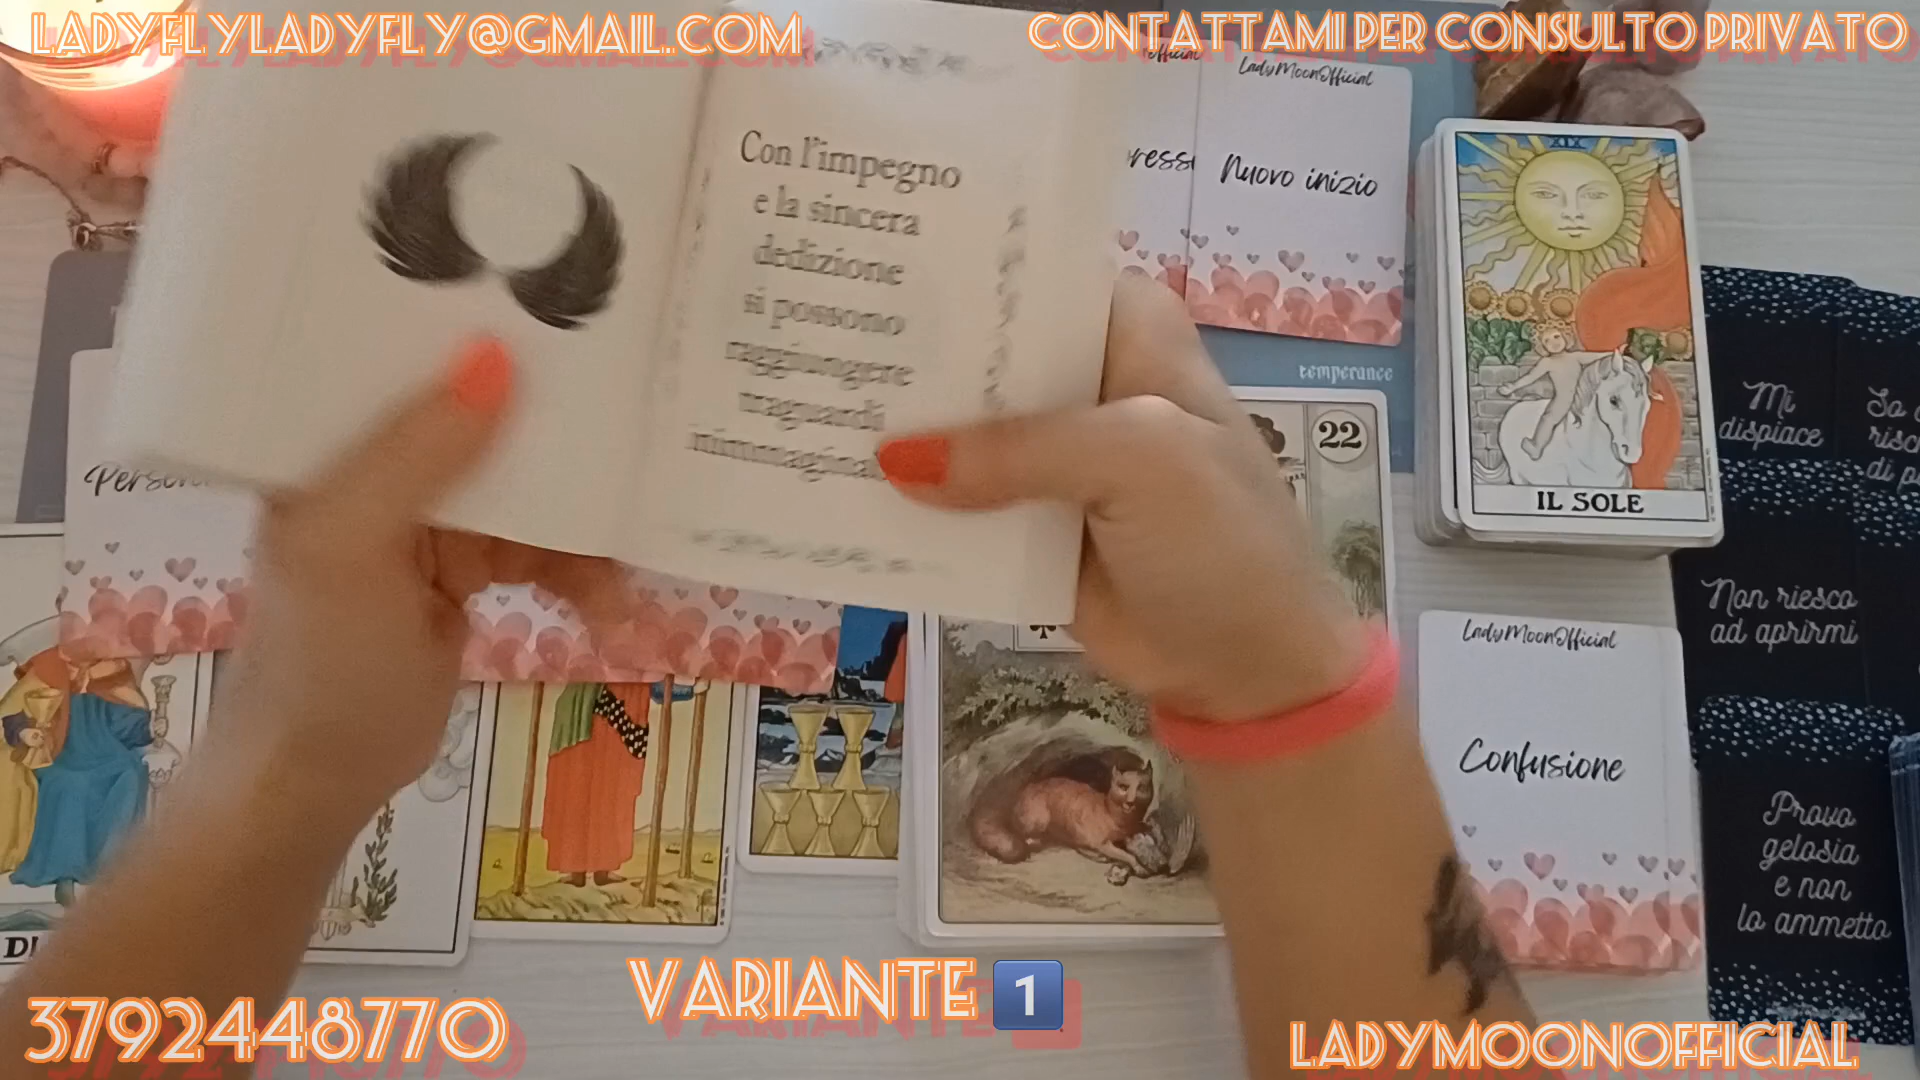 LADYFLYLADYFLY@GMAIL.COM
CONTATTAMI PER CONSULTO PRIVATO
LadyMoonOfficial
Nuovo inizio
Con l'impegno
e la sincera
dedizione
si possono
raggiungere
traguardi
XIX
IL SOLE
temperance
22
Mi
dispiace
Non riesco
ad aprirmi
LadyMoonOfficial
Confusione
Provo
gelosia
e non
lo ammetto
VARIANTE 1
3792448770
LADYMOONOFFICIAL